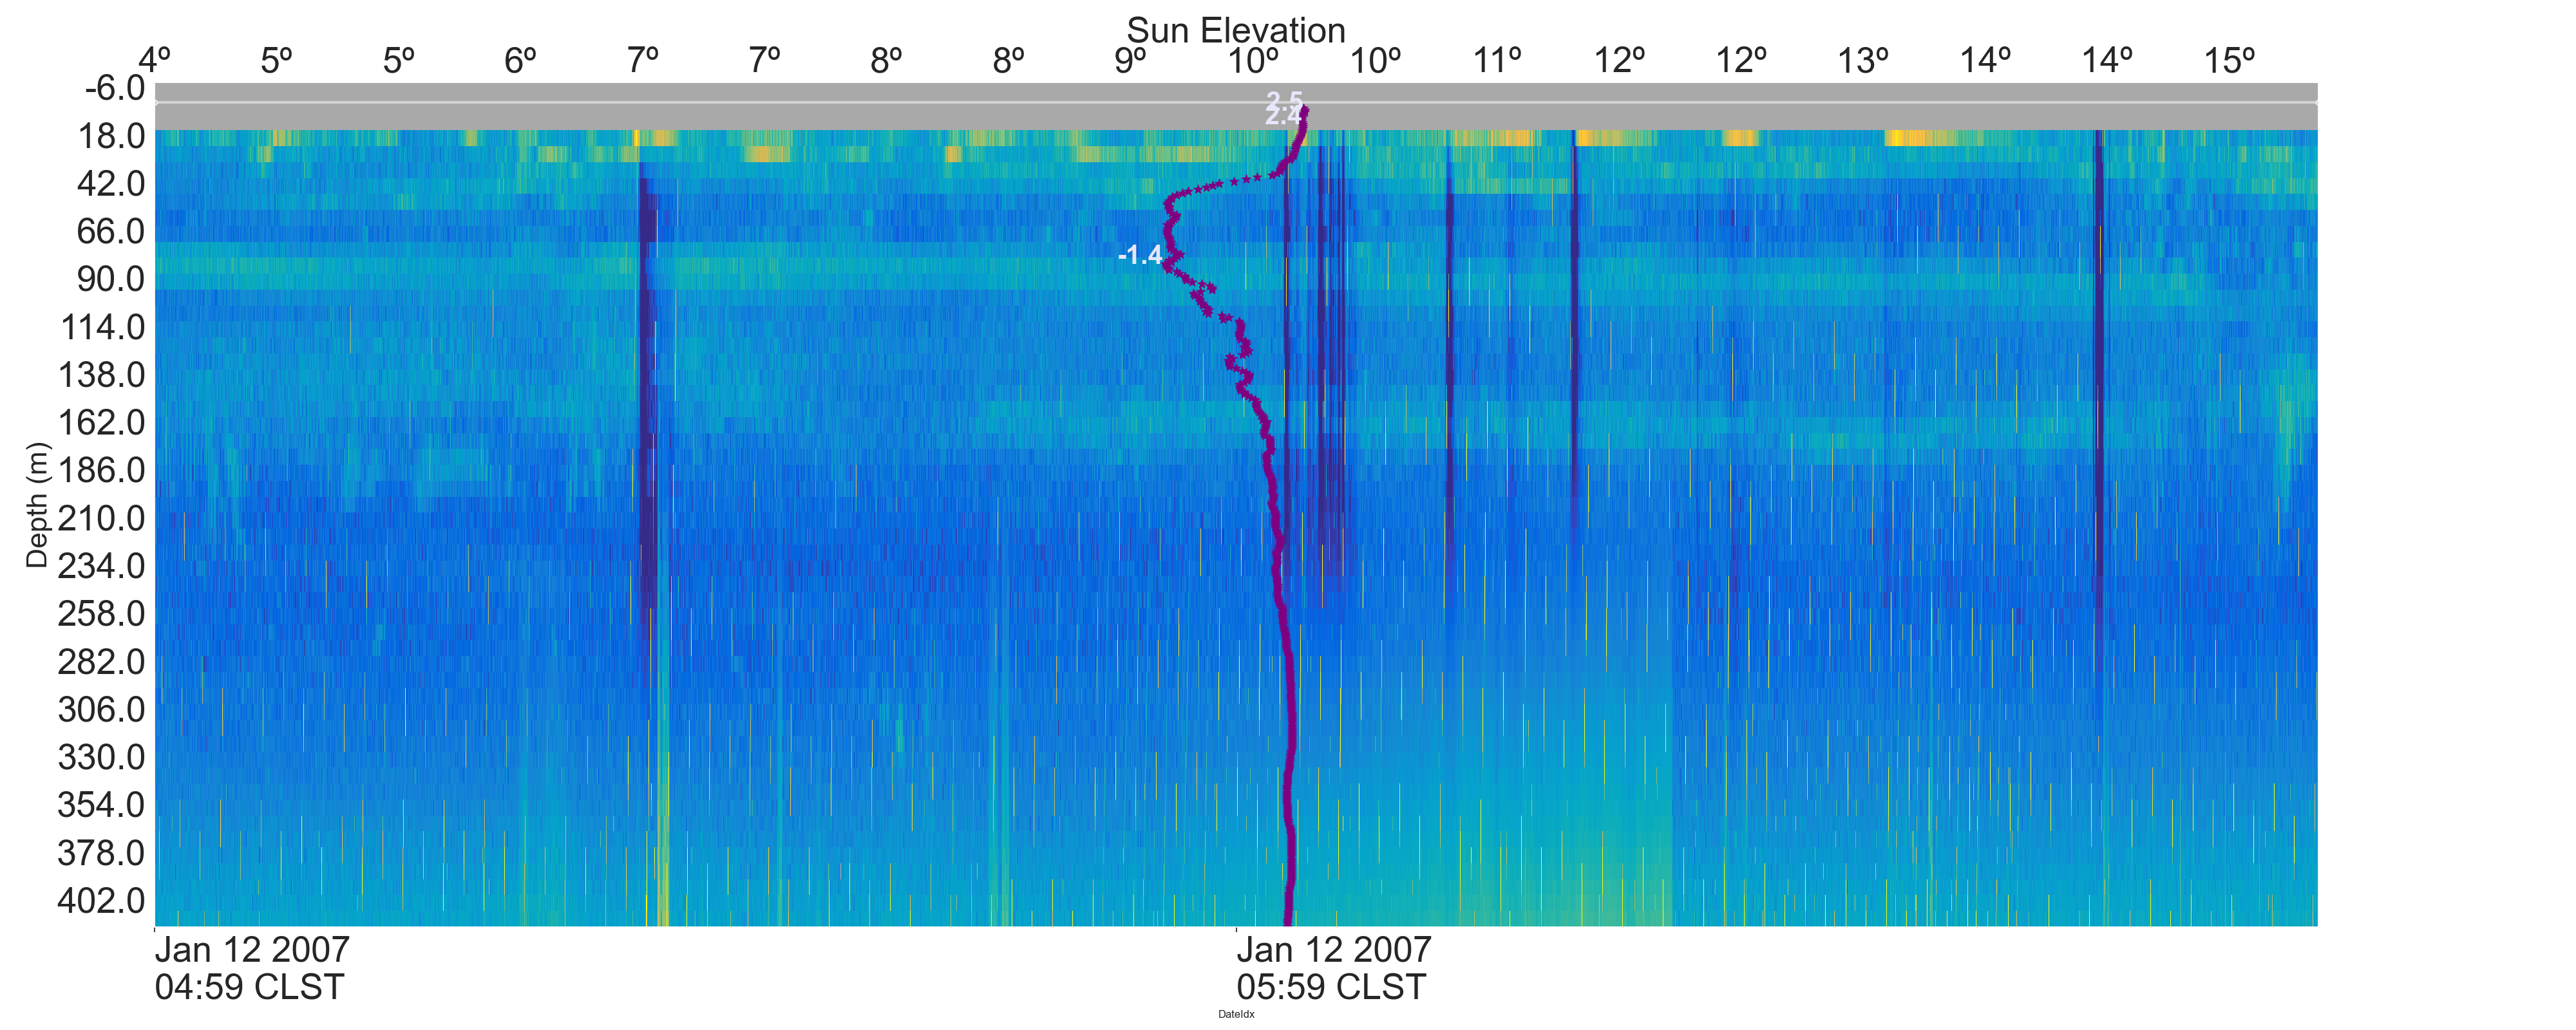 Sun Elevation
4º 5º 5º 6º 7º 7º 8º 8º 9º 10º 10º 11º 12º 12º 13º 14º 14º 15º
-6.0
2.5
2.4
18.0
42.0
66.0
-1.4
90.0
114.0
138.0
162.0
186.0
210.0
234.0
258.0
282.0
306.0
330.0
354.0
378.0
402.0
Depth (m)
Jan 12 2007
04:59 CLST
Jan 12 2007
05:59 CLST
DateIdx